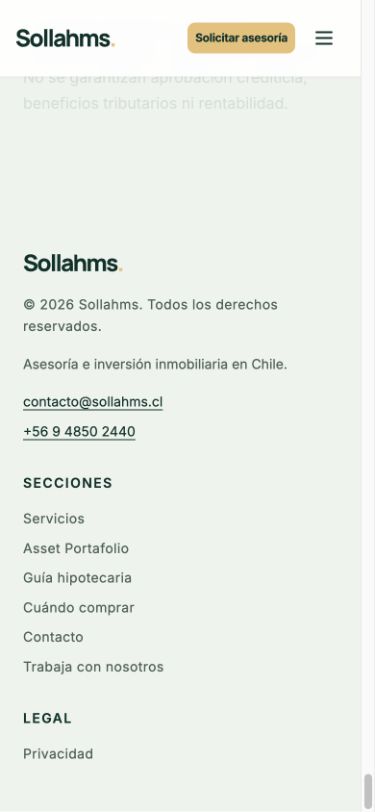 Sollahms.
Solicitar asesoría
No se garantizan aprobación crediticia,
beneficios tributarios ni rentabilidad.
Sollahms.
© 2026 Sollahms. Todos los derechos
reservados.
Asesoría e inversión inmobiliaria en Chile.
contacto@sollahms.cl
+56 9 4850 2440
SECCIONES
Servicios
Asset Portafolio
Guía hipotecaria
Cuándo comprar
Contacto
Trabaja con nosotros
LEGAL
Privacidad